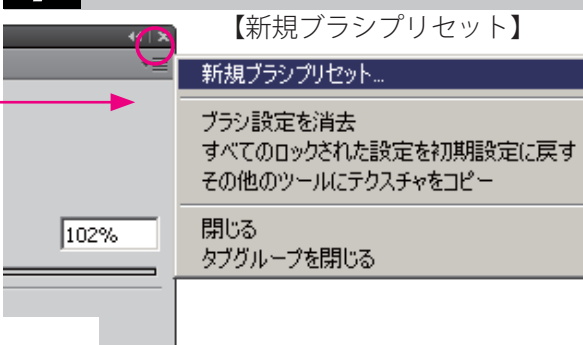 【新規ブラシプリセット】
新規ブラシプリセット...
ブラシ設定を消去
すべてのロックされた設定を初期設定に戻す
その他のツールにテクスチャをコピー
102%
閉じる
タブグループを閉じる